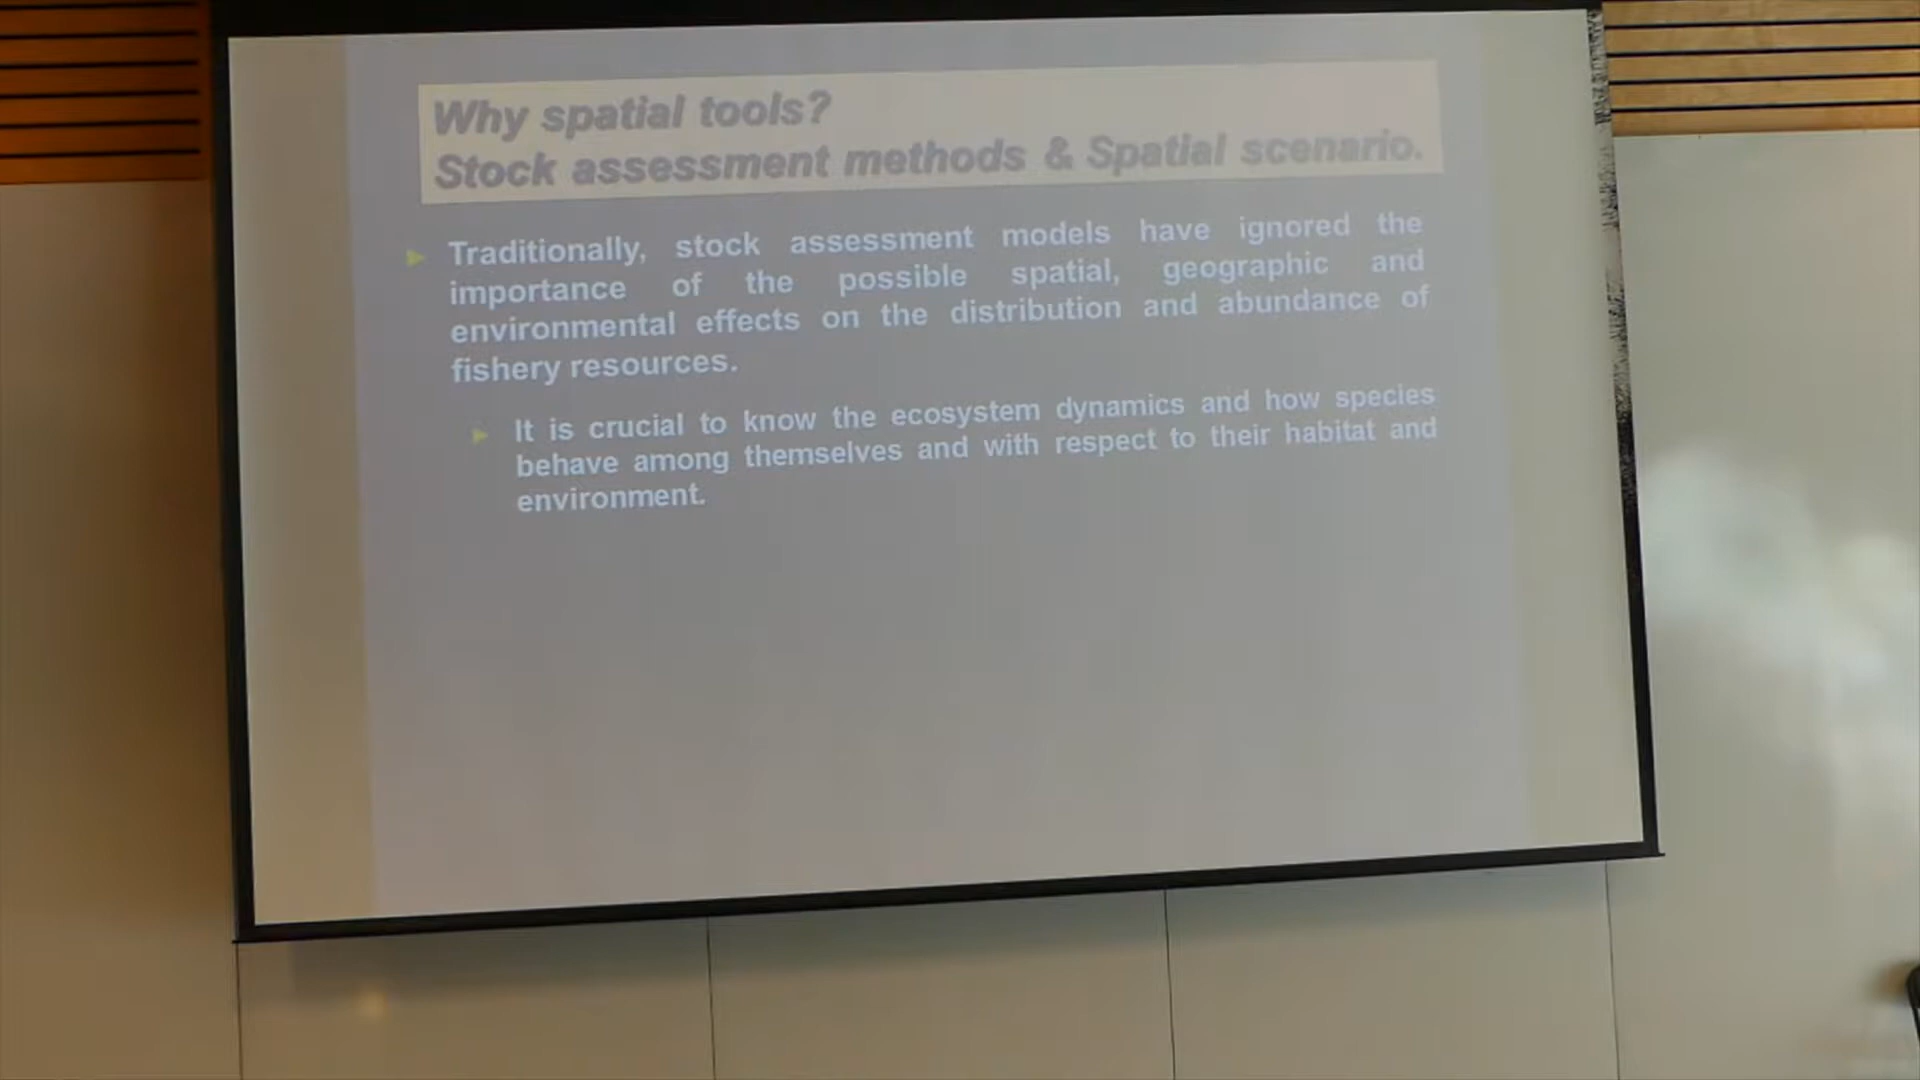 Why spatial tools?
Stock assessment methods & Spatial scenario.
Traditionally, stock assessment models have ignored the
importance of the possible spatial, geographic and
environmental effects on the distribution and abundance of
fishery resources.
It is crucial to know the ecosystem dynamics and how species
behave among themselves and with respect to their habitat and
environment.